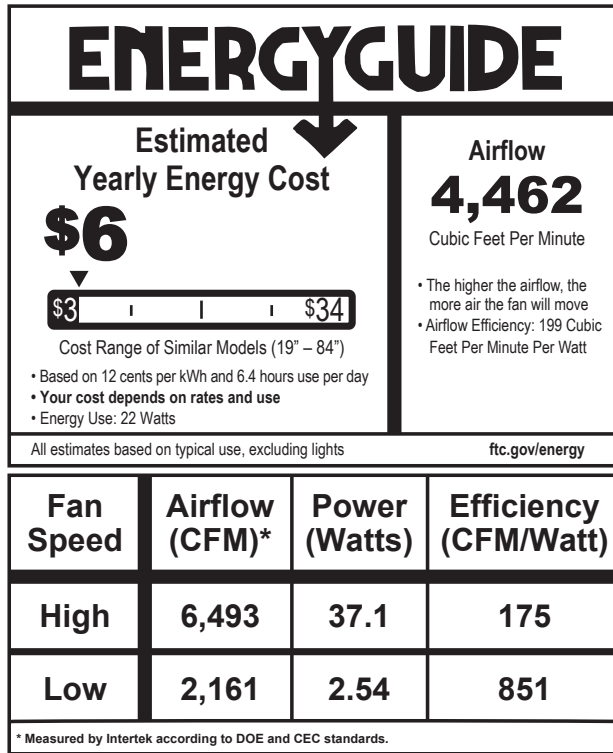 ENERGYGUIDE
Estimated
Yearly Energy Cost
$6
$3 $34
Cost Range of Similar Models (19” – 84”)
• Based on 12 cents per kWh and 6.4 hours use per day
• Your cost depends on rates and use
• Energy Use: 22 Watts
Airflow
4,462
Cubic Feet Per Minute
• The higher the airflow, the
more air the fan will move
• Airflow Efficiency: 199 Cubic
Feet Per Minute Per Watt
All estimates based on typical use, excluding lights
ftc.gov/energy
Fan Speed Airflow (CFM)* Power (Watts) Efficiency (CFM/Watt)
High 6,493 37.1 175
Low 2,161 2.54 851
* Measured by Intertek according to DOE and CEC standards.